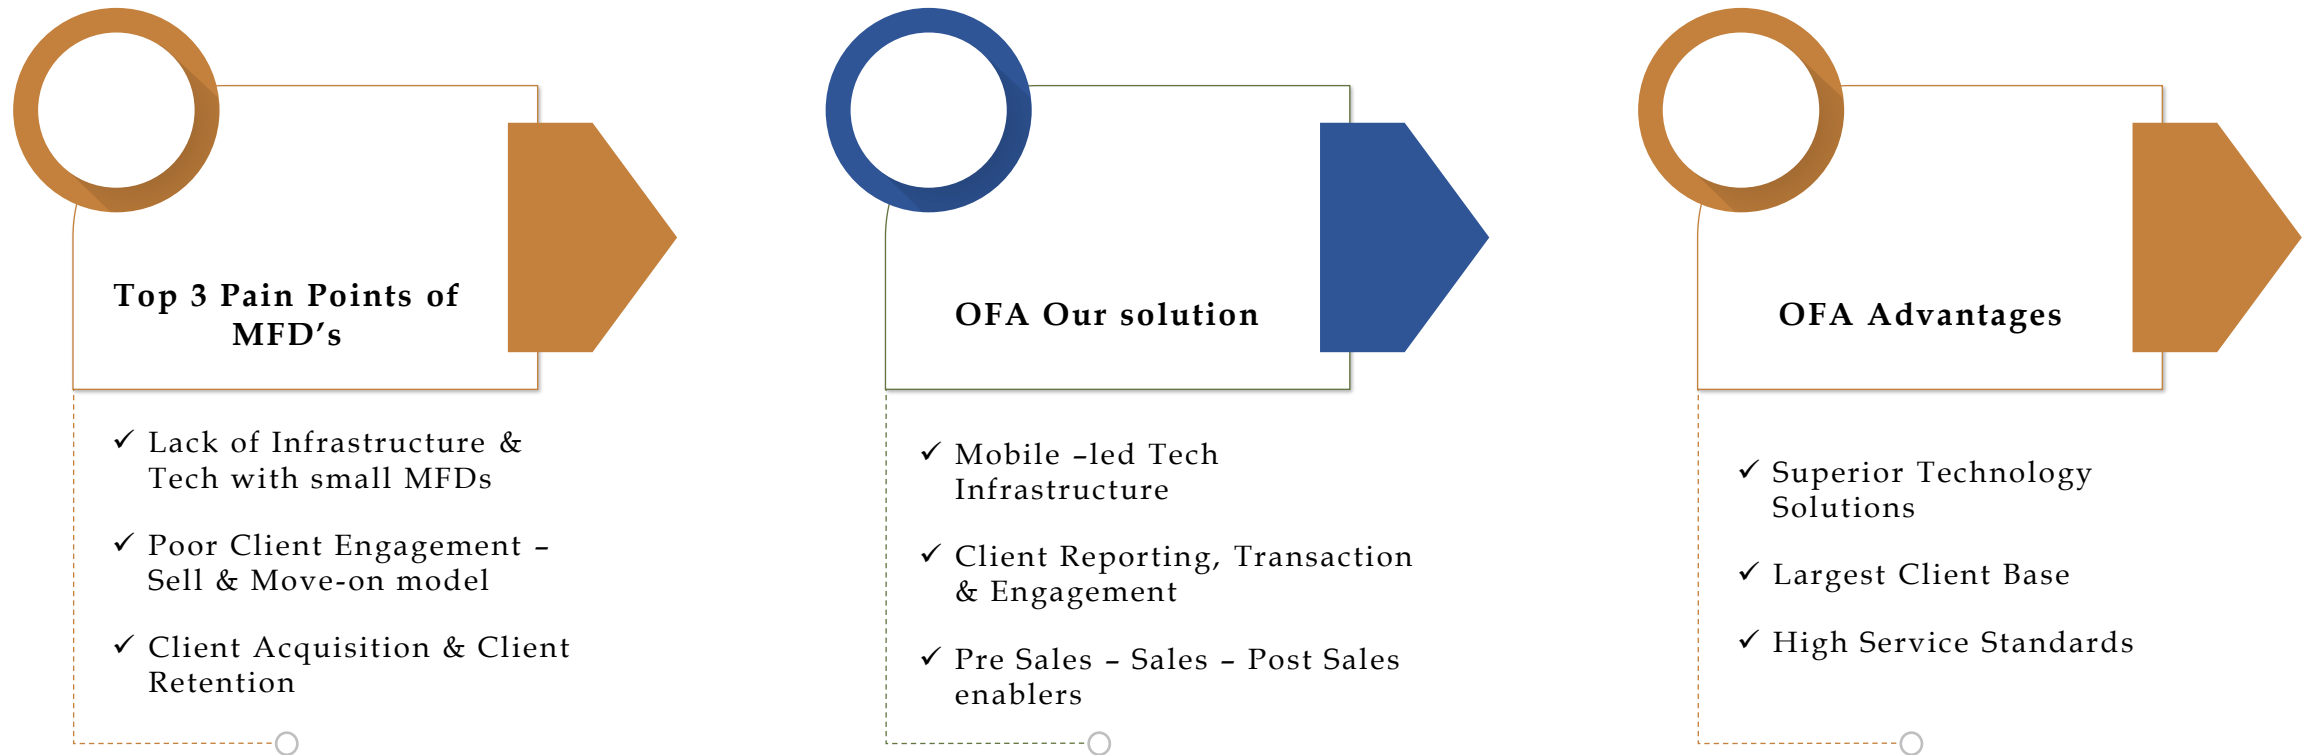 Top 3 Pain Points of
MFD’s
✓ Lack of Infrastructure &
Tech with small MFDs
✓ Poor Client Engagement –
Sell & Move-on model
✓ Client Acquisition & Client
Retention
OFA Our solution
✓ Mobile –led Tech
Infrastructure
✓ Client Reporting, Transaction
& Engagement
✓ Pre Sales – Sales – Post Sales
enablers
OFA Advantages
✓ Superior Technology
Solutions
✓ Largest Client Base
✓ High Service Standards